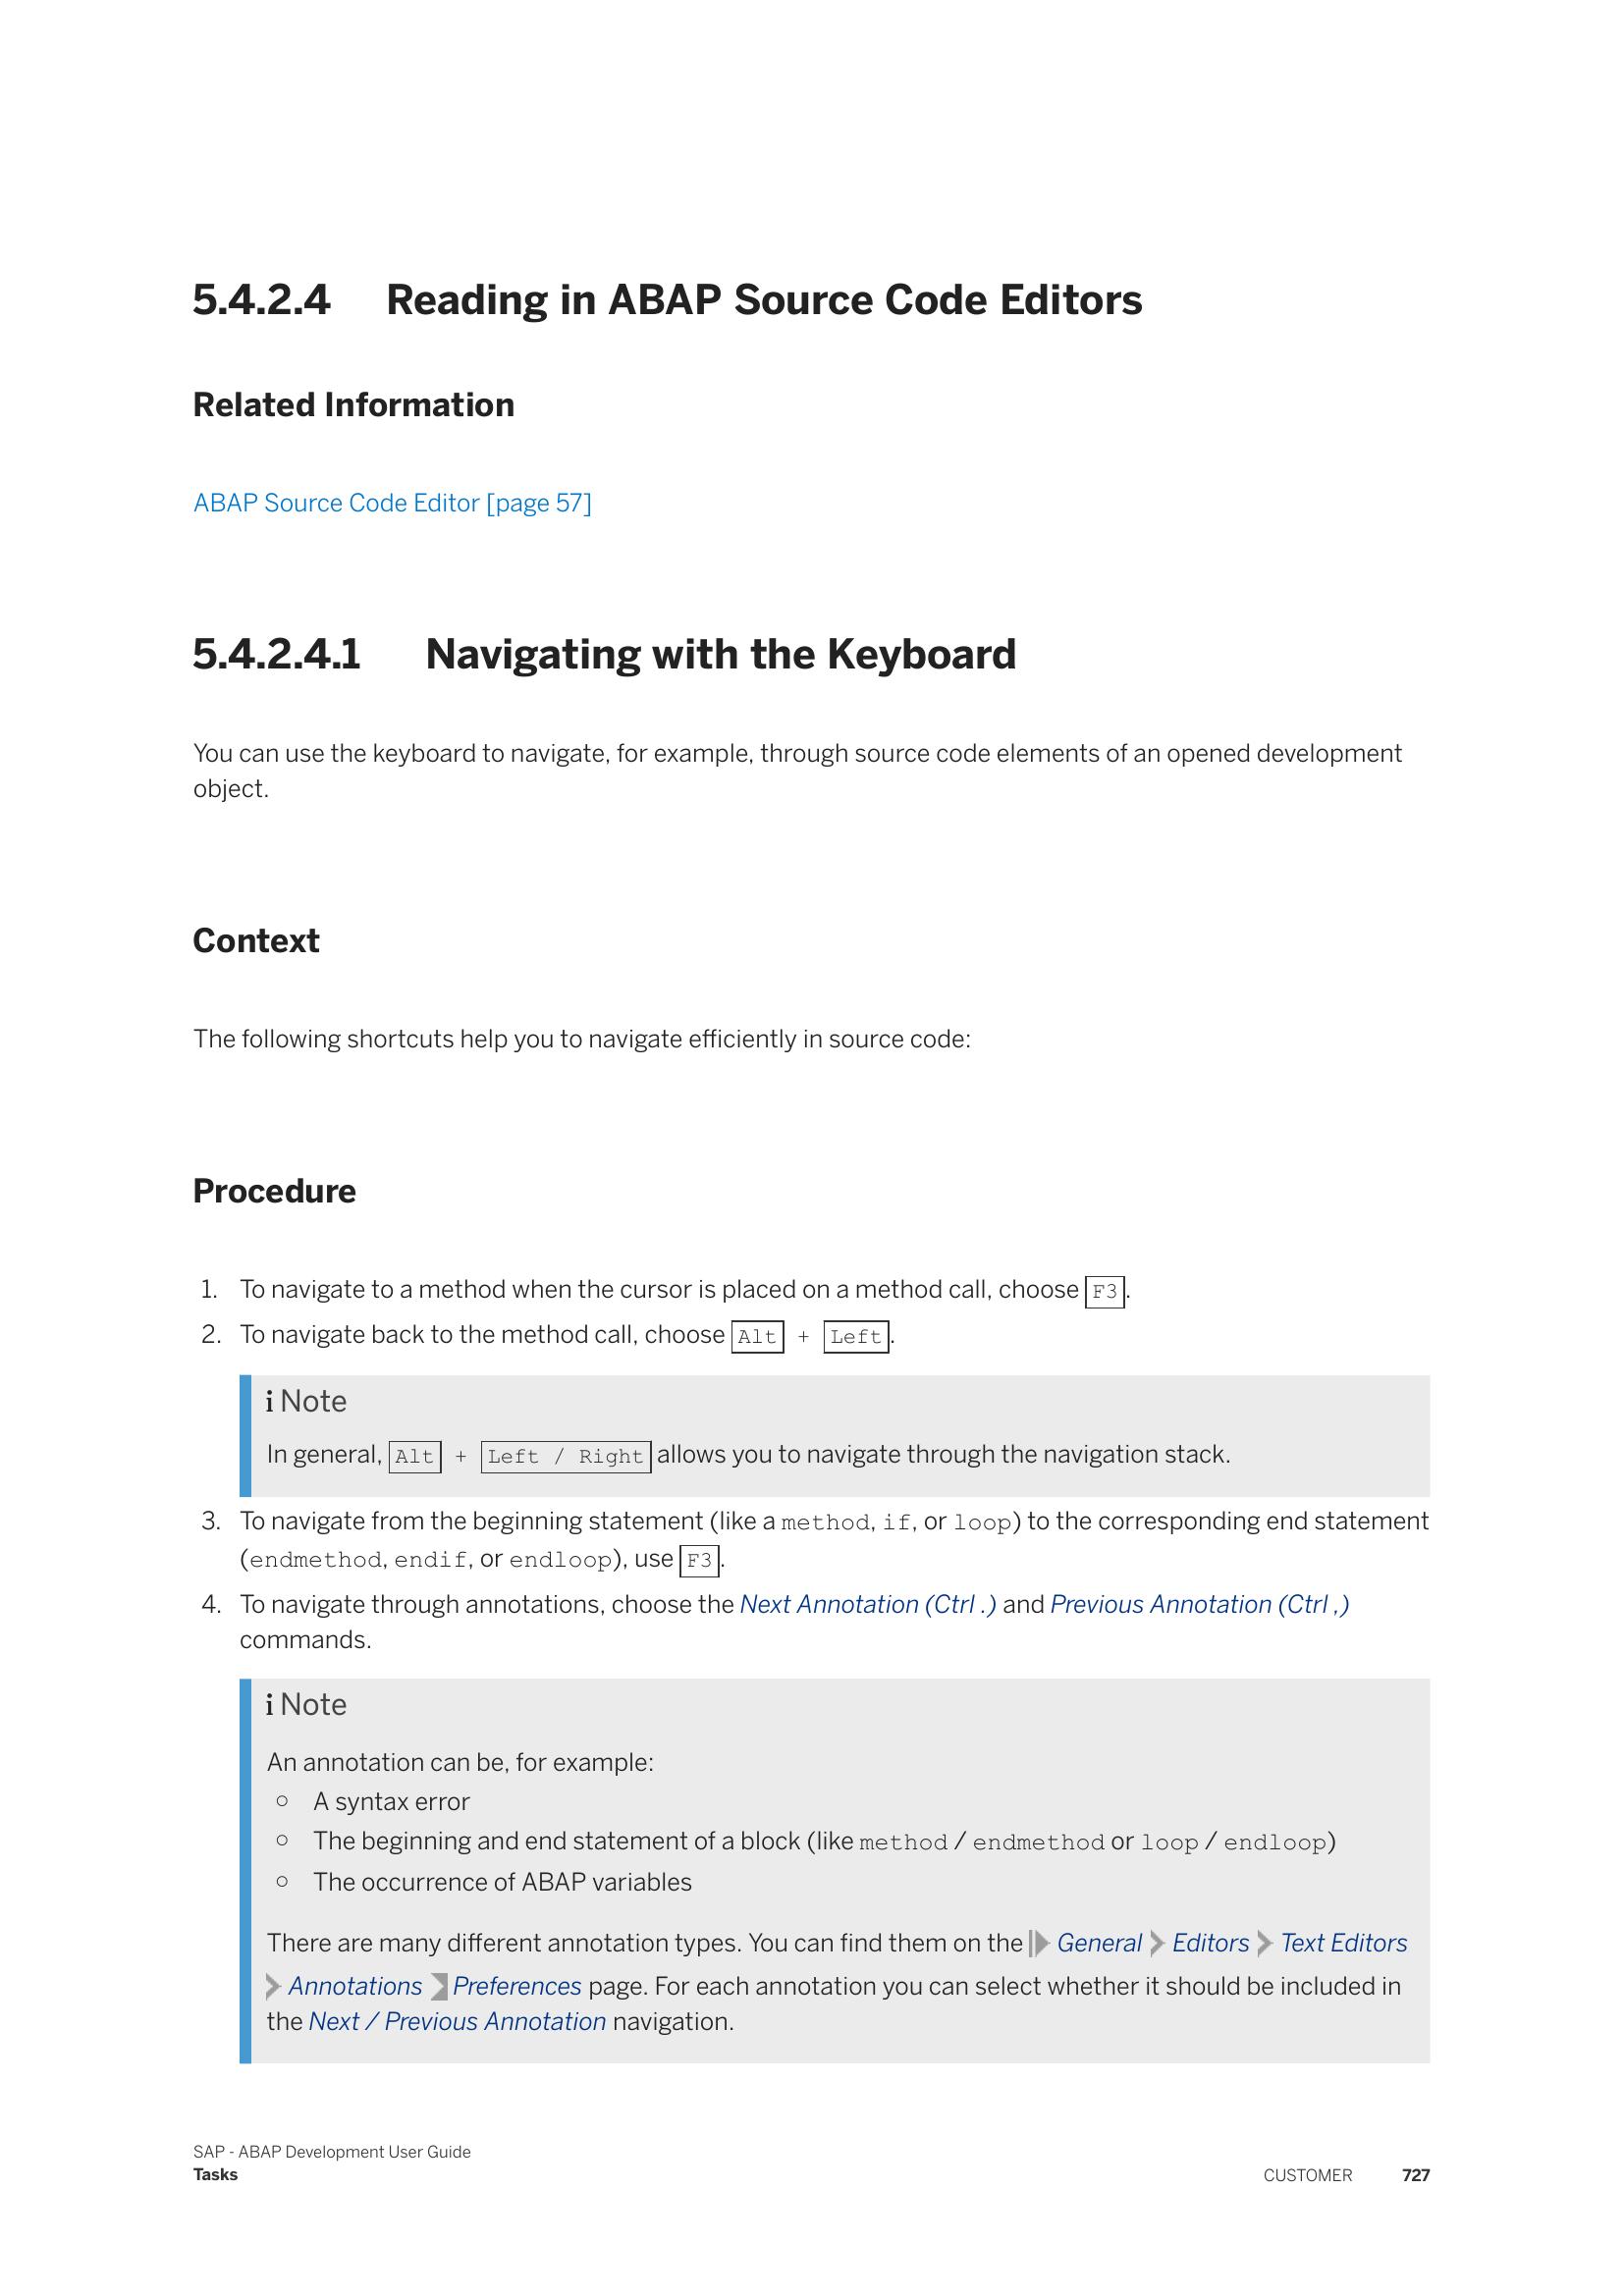 5.4.2.4 Reading in ABAP Source Code Editors
Related Information
ABAP Source Code Editor [page 57]
5.4.2.4.1 Navigating with the Keyboard
You can use the keyboard to navigate, for example, through source code elements of an opened development
object.
Context
The following shortcuts help you to navigate efficiently in source code:
Procedure
1. To navigate to a method when the cursor is placed on a method call, choose F3.
2. To navigate back to the method call, choose Alt + Left.
i Note
In general, Alt + Left / Right allows you to navigate through the navigation stack.
3. To navigate from the beginning statement (like a method, if, or loop) to the corresponding end statement
(endmethod, endif, or endloop), use F3.
4. To navigate through annotations, choose the Next Annotation (Ctrl .) and Previous Annotation (Ctrl ,)
commands.
i Note
An annotation can be, for example:
○ A syntax error
○ The beginning and end statement of a block (like method / endmethod or loop / endloop)
○ The occurrence of ABAP variables
There are many different annotation types. You can find them on the General Editors Text Editors
Annotations Preferences page. For each annotation you can select whether it should be included in
the Next / Previous Annotation navigation.
SAP - ABAP Development User Guide
Tasks
CUSTOMER 727